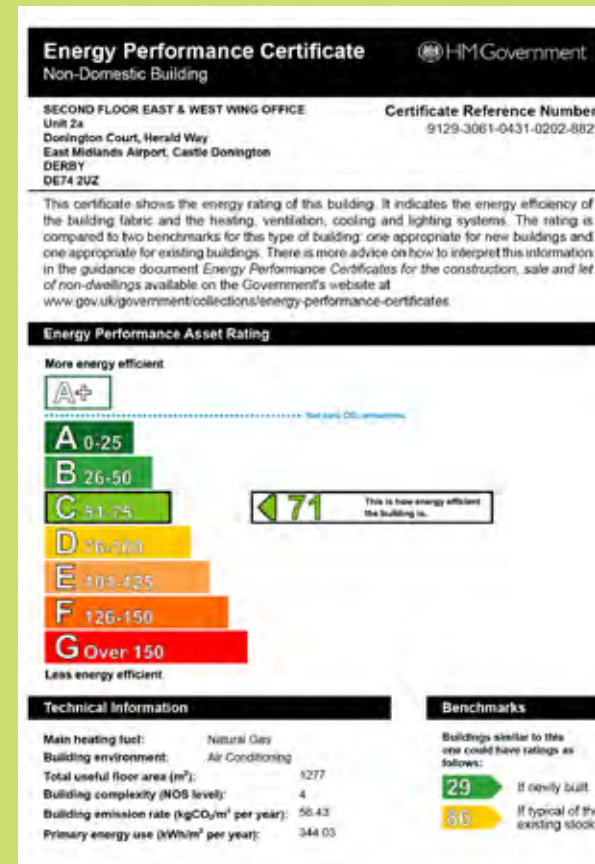 Energy Performance Certificate
HM Government
Non-Domestic Building
SECOND FLOOR EAST & WEST WING OFFICE
Unit 2a
Donington Court, Herald Way
East Midlands Airport, Castle Donington
DERBY
DE74 2UZ
Certificate Reference Number
9129-3061-0431-0202-882
This certificate shows the energy rating of this building. It indicates the energy efficiency of
the building fabric and the heating, ventilation, cooling and lighting systems. The rating is
compared to two benchmarks for this type of building: one appropriate for new buildings and
one appropriate for existing buildings. There is more advice on how to interpret this information
in the guidance document Energy Performance Certificates for the construction, sale and let
of non-dwellings available on the Government's website at
www.gov.uk/government/collections/energy-performance-certificates.
Energy Performance Asset Rating
More energy efficient
A+
Net zero CO₂ emissions
A 0-25
B 26-50
C 51-75
71
This is how energy efficient
the building is.
D 76-100
E 101-125
F 126-150
G Over 150
Less energy efficient
Technical Information
Main heating fuel: Natural Gas
Building environment: Air Conditioning
Total useful floor area (m²): 1277
Building complexity (NOS level): 4
Building emission rate (kgCO₂/m² per year): 56.43
Primary energy use (kWh/m² per year): 344.03
Benchmarks
Buildings similar to this
one could have ratings as
follows:
29 If newly built
86 If typical of the
existing stock